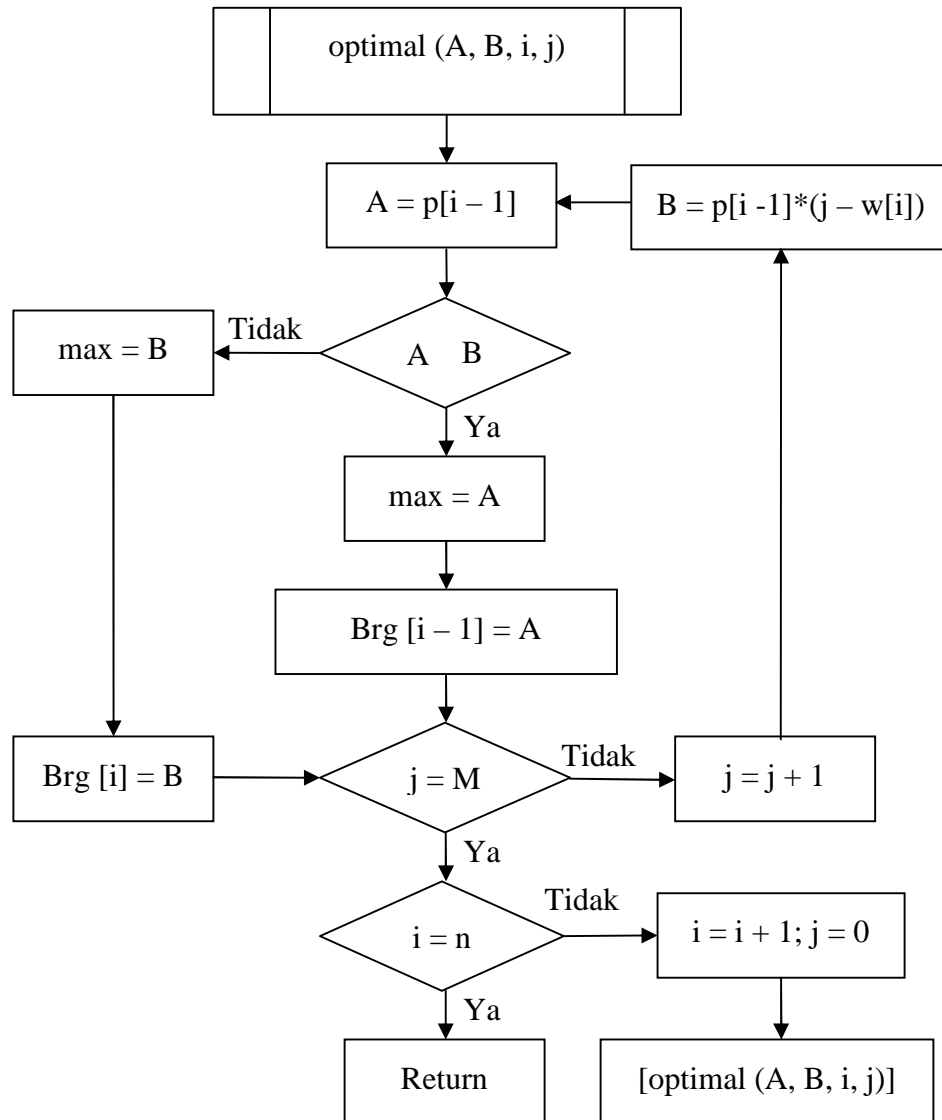 optimal (A, B, i, j)
A = p[i – 1]
B = p[i -1]*(j – w[i])
Tidak
max = B
A B
Ya
max = A
Brg [i – 1] = A
Brg [i] = B
j = M
Tidak
j = j + 1
Ya
i = n
Tidak
i = i + 1; j = 0
Ya
Return
[optimal (A, B, i, j)]